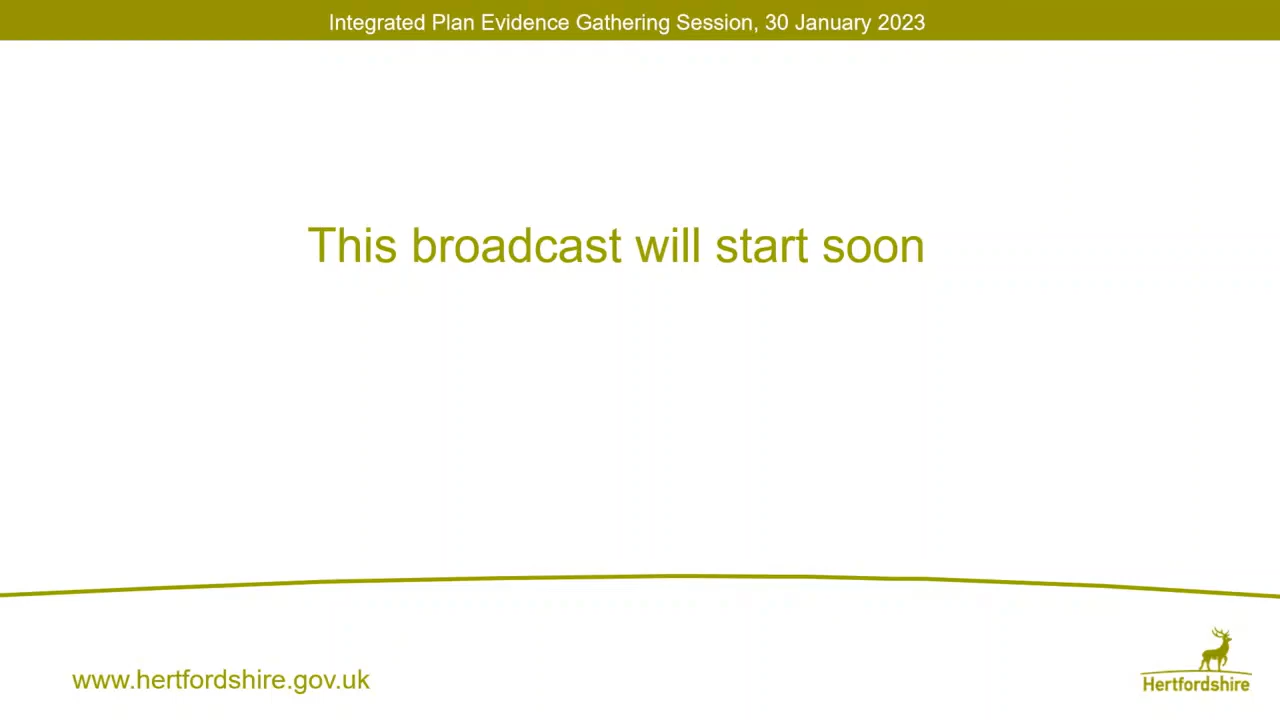 Integrated Plan Evidence Gathering Session, 30 January 2023
This broadcast will start soon
www.hertfordshire.gov.uk
Hertfordshire